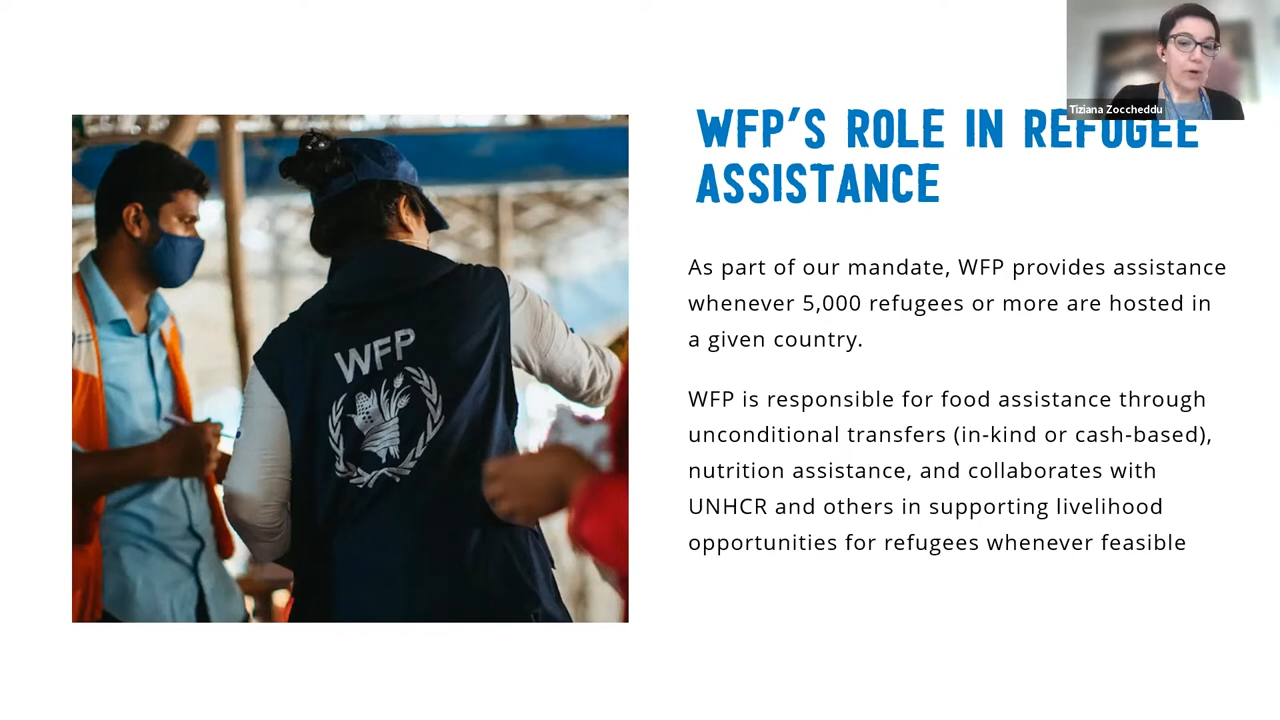 Tiziana Zoccheddu
WFP'S ROLE IN REFUGEE
ASSISTANCE
As part of our mandate, WFP provides assistance
whenever 5,000 refugees or more are hosted in
a given country.
WFP is responsible for food assistance through
unconditional transfers (in-kind or cash-based),
nutrition assistance, and collaborates with
UNHCR and others in supporting livelihood
opportunities for refugees whenever feasible
WFP